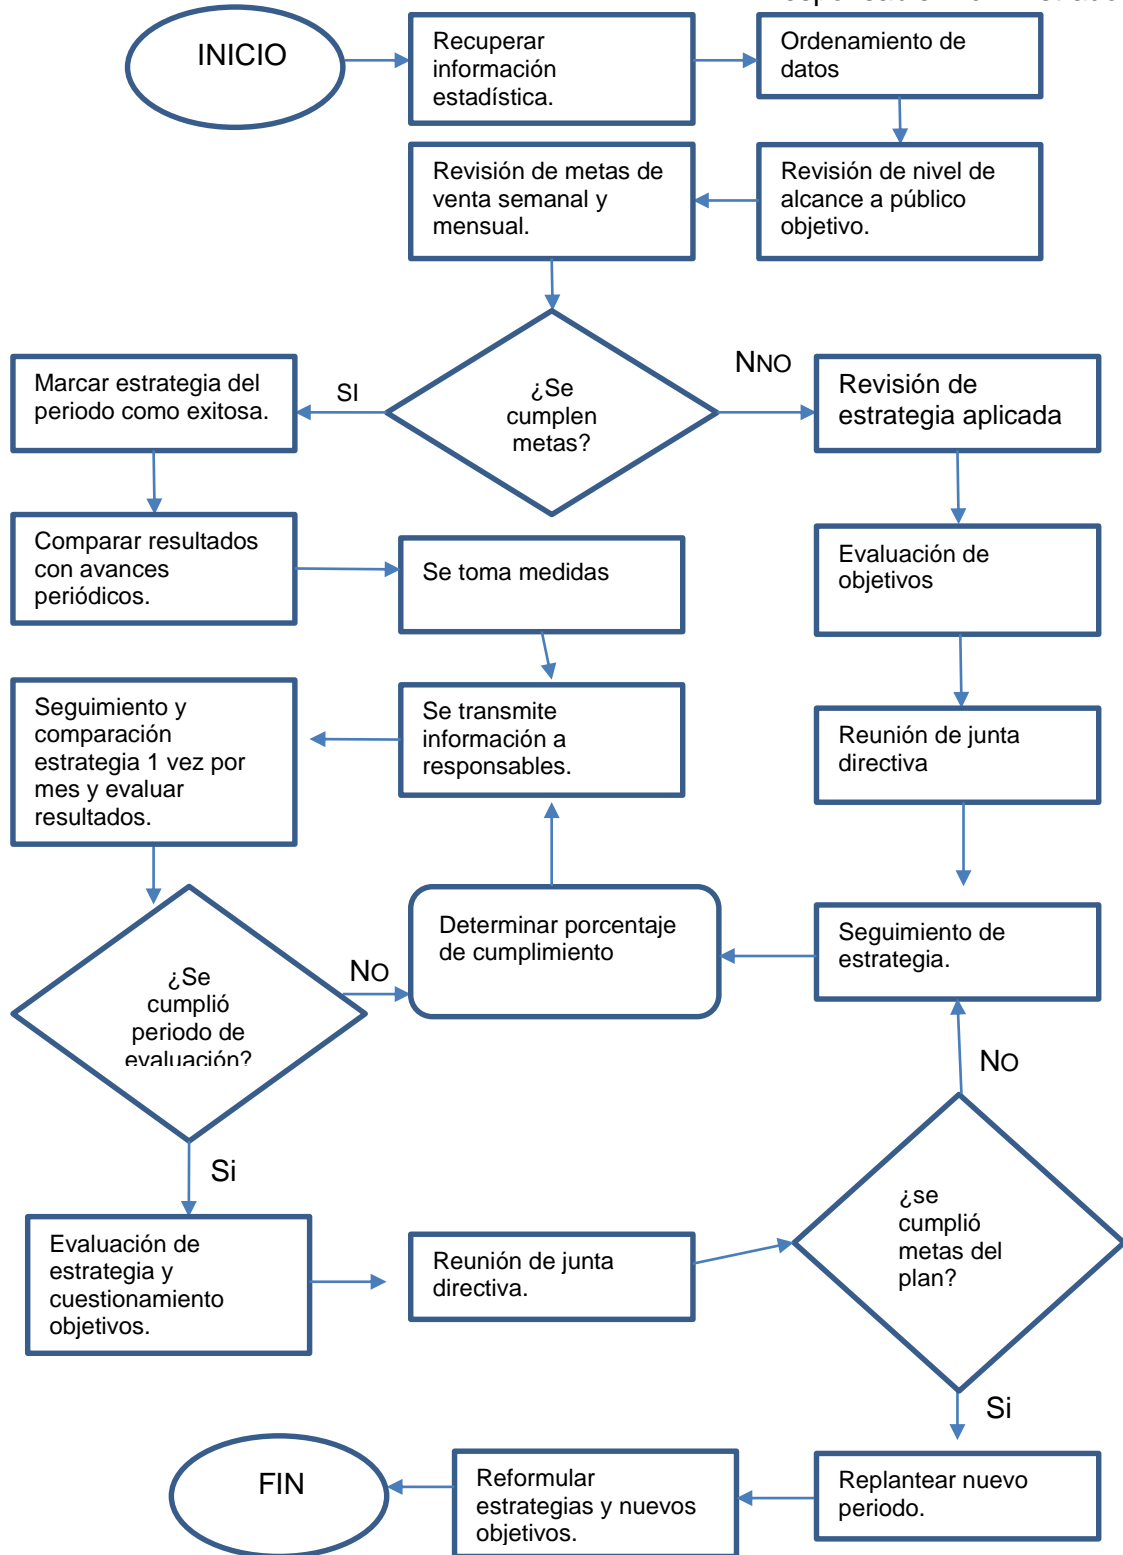 INICIO
Recuperar
información
estadística.
Ordenamiento de
datos
Revisión de metas de
venta semanal y
mensual.
Revisión de nivel de
alcance a público
objetivo.
¿Se
cumplen
metas?
SI
NNO
Marcar estrategia del
periodo como exitosa.
Revisión de
estrategia aplicada
Comparar resultados
con avances
periódicos.
Se toma medidas
Evaluación de
objetivos
Seguimiento y
comparación
estrategia 1 vez por
mes y evaluar
resultados.
Se transmite
información a
responsables.
Reunión de junta
directiva
Determinar porcentaje
de cumplimiento
Seguimiento de
estrategia.
¿Se
cumplió
periodo de
evaluación?
NO
NO
Si
¿se
cumplió
metas del
plan?
Evaluación de
estrategia y
cuestionamiento
objetivos.
Reunión de junta
directiva.
Si
FIN
Reformular
estrategias y nuevos
objetivos.
Replantear nuevo
periodo.